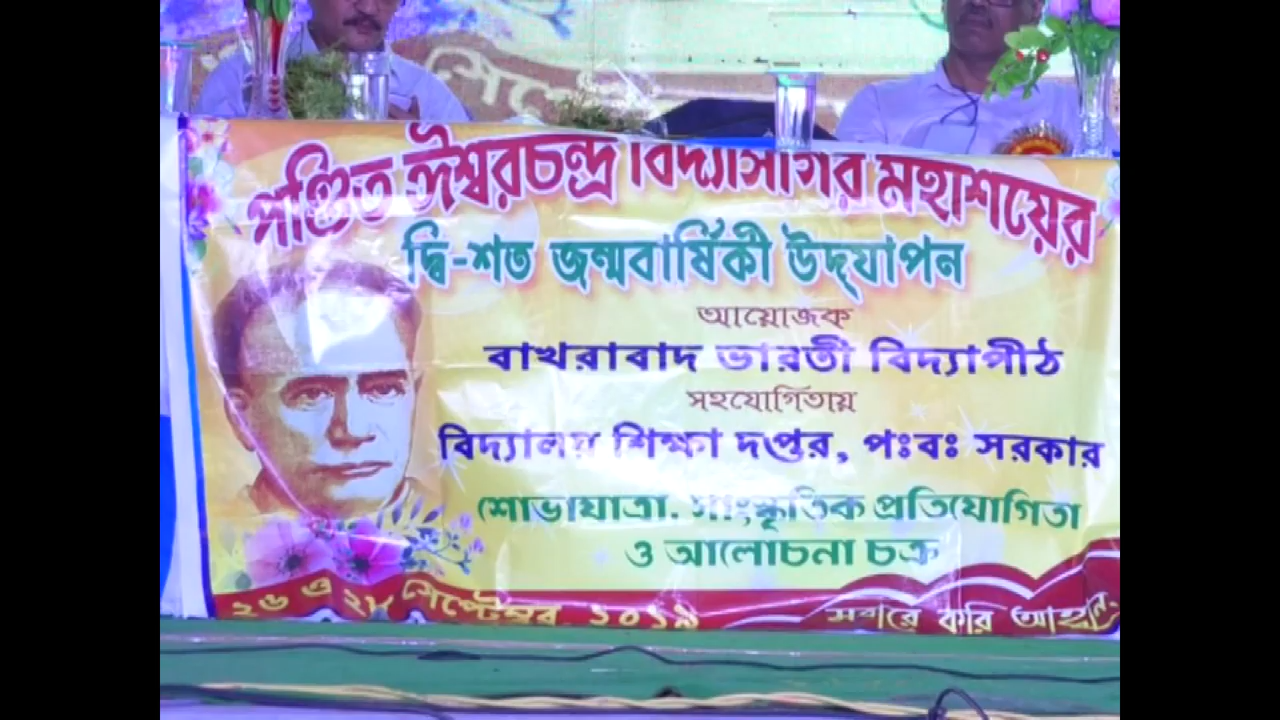 পণ্ডিত ঈশ্বরচন্দ্র বিদ্যাসাগর মহাশয়ের
দ্বি-শত জন্মবার্ষিকী উদ্‌যাপন
আয়োজক
বাখরাবাদ ভারতী বিদ্যাপীঠ
সহযোগিতায়
বিদ্যালয় শিক্ষা দপ্তর, পঃবঃ সরকার
শোভাযাত্রা, সাংস্কৃতিক প্রতিযোগিতা
ও আলোচনা চক্র
২৬ ও ২৮ সেপ্টেম্বর, ২০১৯
সবারে করি আহ্বান